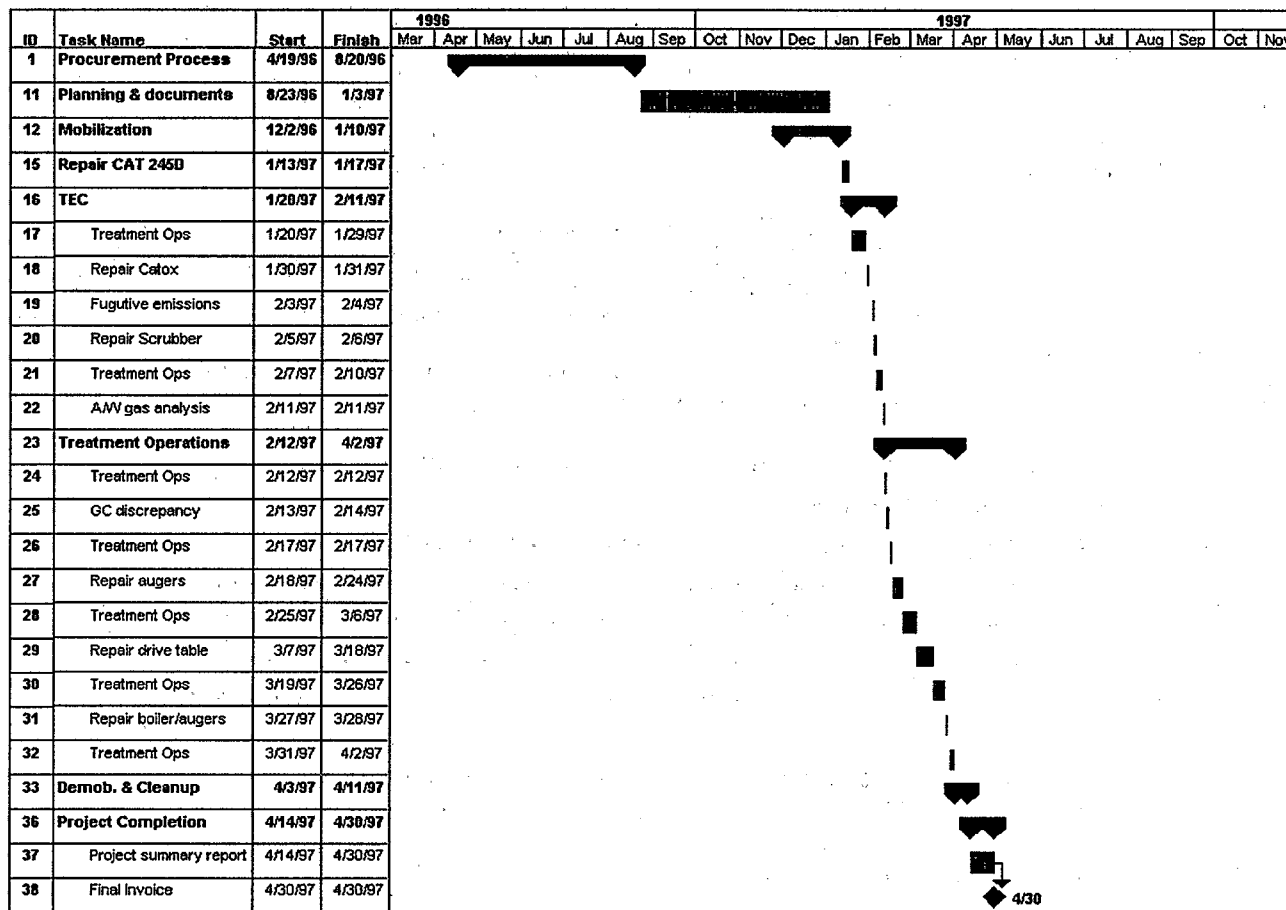 1996 1997
ID Task Name Start Finish Mar Apr May Jun Jul Aug Sep Oct Nov Dec Jan Feb Mar Apr May Jun Jul Aug Sep Oct Nov
1 Procurement Process 4/19/96 8/20/96
11 Planning & documents 8/23/96 1/3/97
12 Mobilization 12/2/96 1/10/97
15 Repair CAT 245D 1/13/97 1/17/97
16 TEC 1/20/97 2/11/97
17 Treatment Ops 1/20/97 1/29/97
18 Repair Catox 1/30/97 1/31/97
19 Fugutive emissions 2/3/97 2/4/97
20 Repair Scrubber 2/5/97 2/6/97
21 Treatment Ops 2/7/97 2/10/97
22 A/W gas analysis 2/11/97 2/11/97
23 Treatment Operations 2/12/97 4/2/97
24 Treatment Ops 2/12/97 2/12/97
25 GC discrepancy 2/13/97 2/14/97
26 Treatment Ops 2/17/97 2/17/97
27 Repair augers 2/18/97 2/24/97
28 Treatment Ops 2/25/97 3/6/97
29 Repair drive table 3/7/97 3/18/97
30 Treatment Ops 3/19/97 3/26/97
31 Repair boiler/augers 3/27/97 3/28/97
32 Treatment Ops 3/31/97 4/2/97
33 Demob. & Cleanup 4/3/97 4/11/97
36 Project Completion 4/14/97 4/30/97
37 Project summary report 4/14/97 4/30/97
38 Final Invoice 4/30/97 4/30/97 4/30